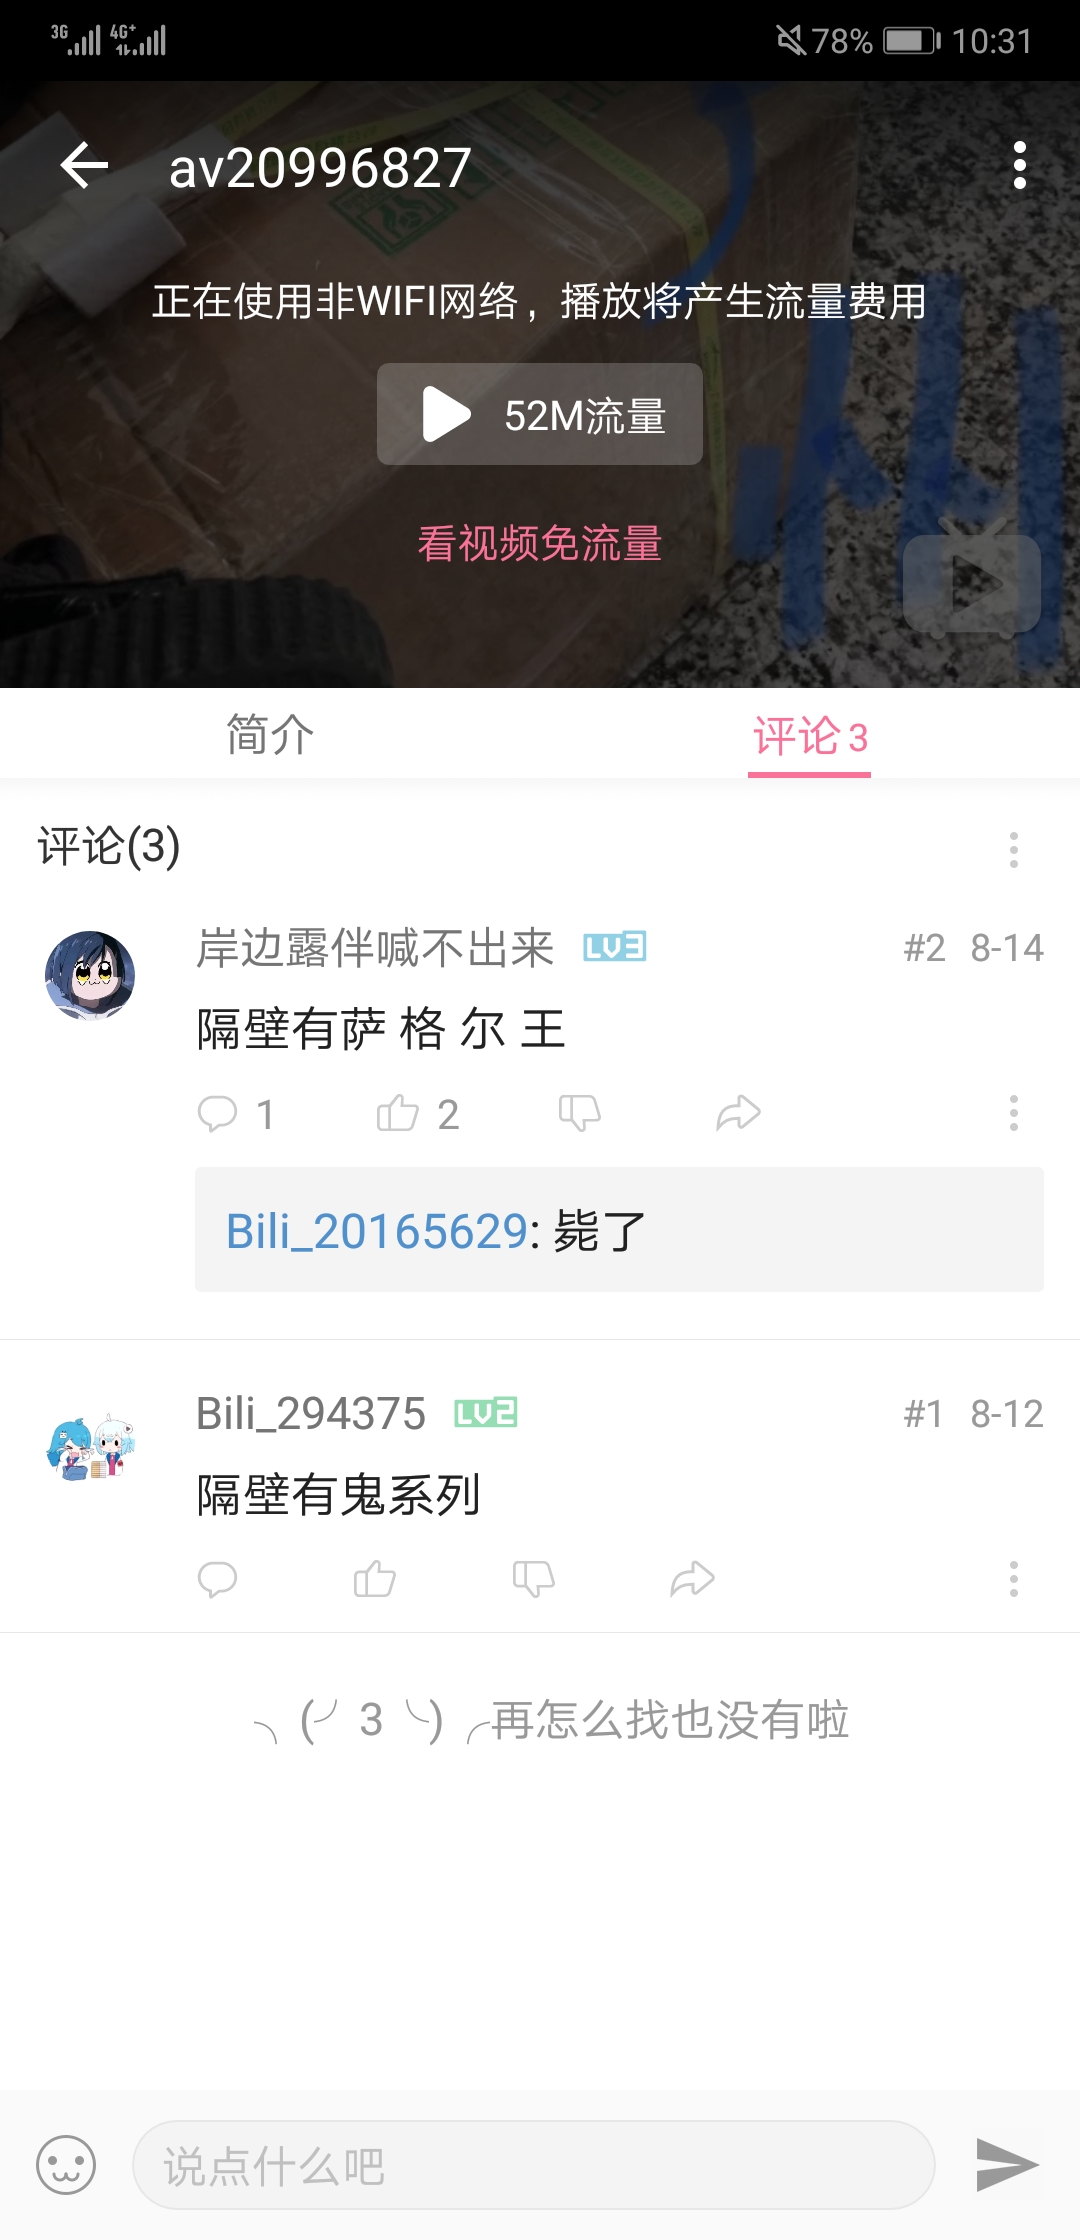 3G 4G+ 78% 10:31
av20996827
正在使用非WIFI网络，播放将产生流量费用
52M流量
看视频免流量
简介 评论 3
评论(3)
岸边露伴喊不出来 LV3 #2 8-14
隔壁有萨 格 尔 王
1 2
Bili_20165629: 毙了
Bili_294375 LV2 #1 8-12
隔壁有鬼系列
╮(╯3╰)╭再怎么找也没有啦
说点什么吧